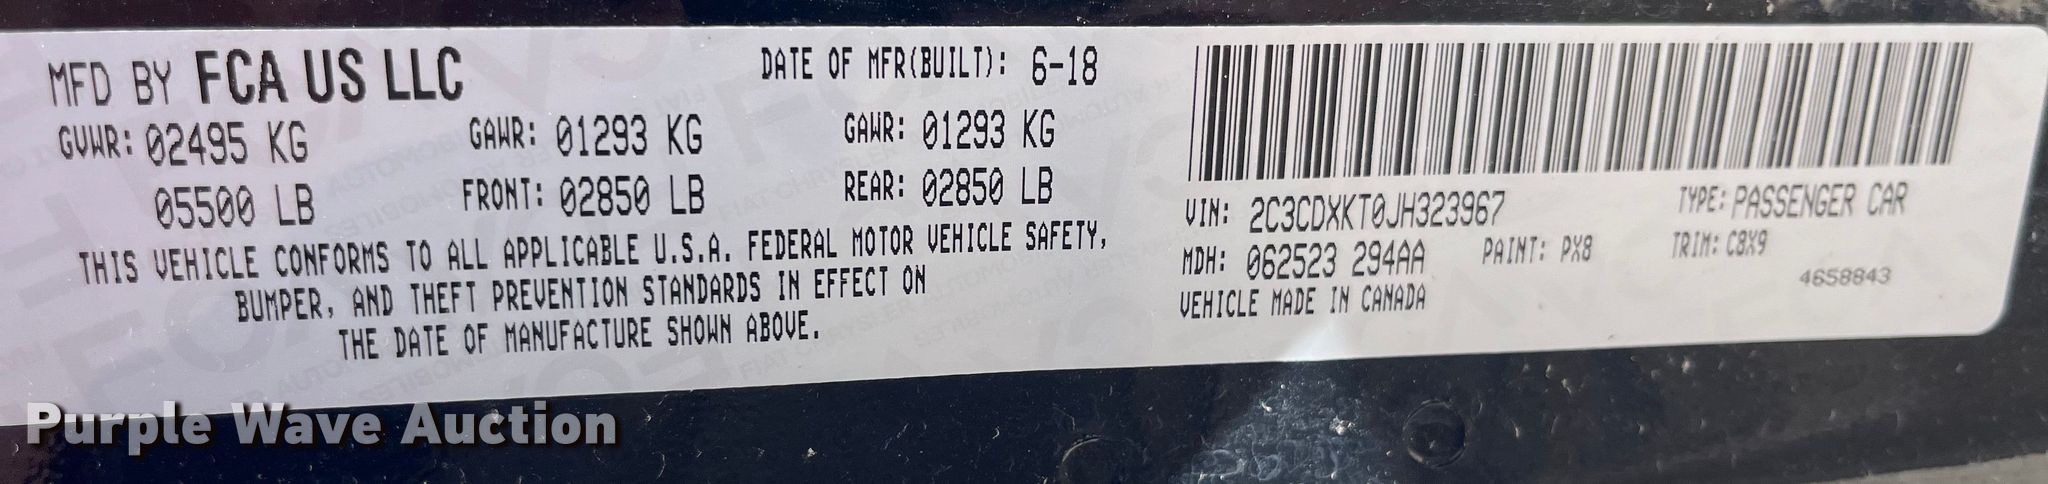 MFD BY FCA US LLC
DATE OF MFR(BUILT): 6-18
GVWR: 02495 KG
GAWR: 01293 KG
GAWR: 01293 KG
05500 LB
FRONT: 02850 LB
REAR: 02850 LB
THIS VEHICLE CONFORMS TO ALL APPLICABLE U.S.A. FEDERAL MOTOR VEHICLE SAFETY,
BUMPER, AND THEFT PREVENTION STANDARDS IN EFFECT ON
THE DATE OF MANUFACTURE SHOWN ABOVE.
VIN: 2C3CDXKT0JH323967
TYPE: PASSENGER CAR
MDH: 062523 294AA
PAINT: PX8
TRIM: C8X9
4658843
VEHICLE MADE IN CANADA
Purple Wave Auction